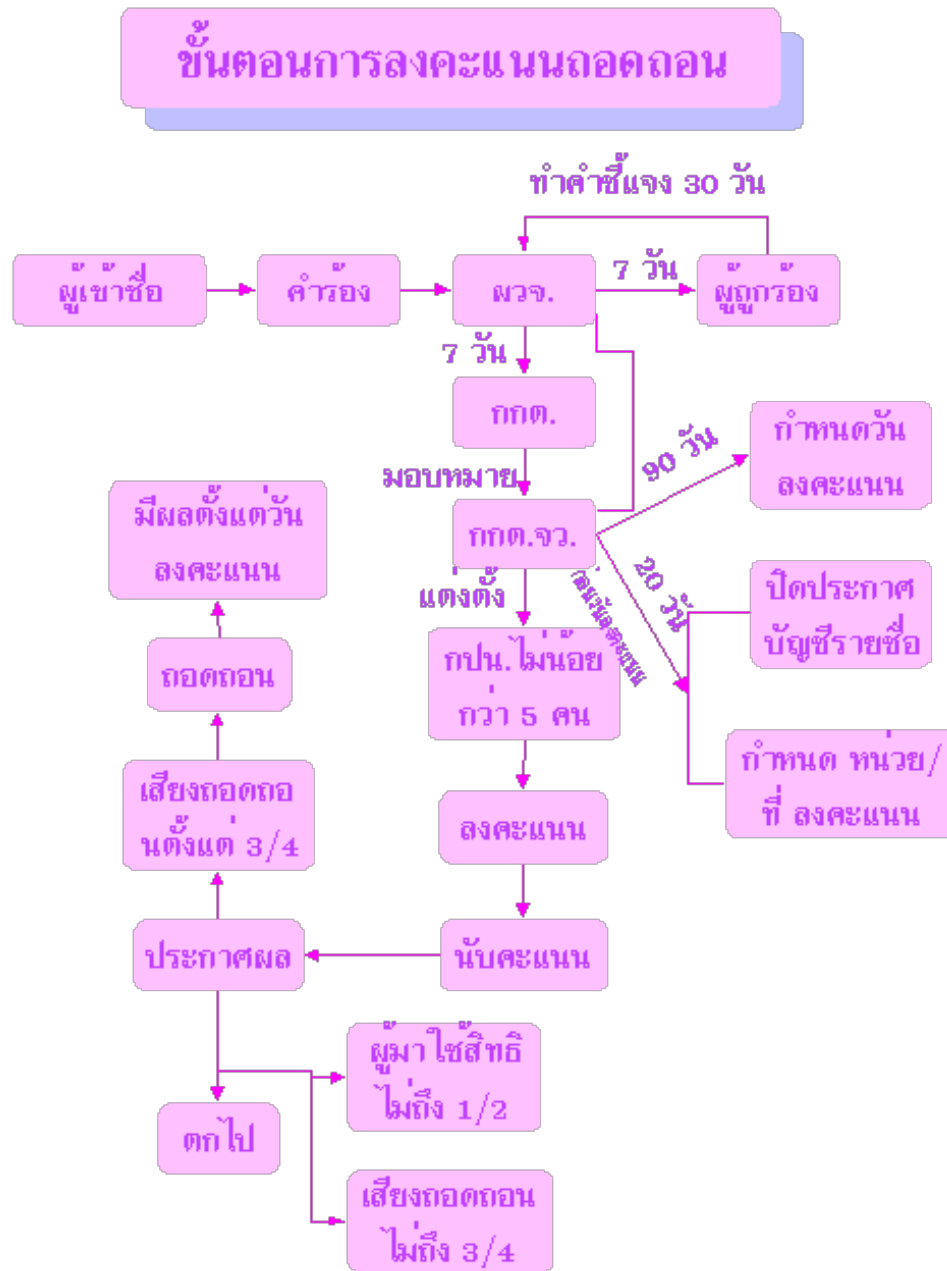 ขั้นตอนการลงคะแนนถอดถอน
ทำคำชี้แจง 30 วัน
ผู้เข้าชื่อ
คำร้อง
ผวจ.
7 วัน
ผู้ถูกร้อง
7 วัน
กกต.
มอบหมาย
90 วัน
กำหนดวัน
ลงคะแนน
มีผลตั้งแต่วัน
ลงคะแนน
กกต.จว.
แต่งตั้ง
20 วัน
ก่อนวันลงคะแนน
ปิดประกาศ
บัญชีรายชื่อ
ถอดถอน
กปน.ไม่น้อย
กว่า 5 คน
กำหนด หน่วย/
ที่ ลงคะแนน
เสียงถอดถอ
นตั้งแต่ 3/4
ลงคะแนน
ประกาศผล
นับคะแนน
ผู้มาใช้สิทธิ
ไม่ถึง 1/2
ตกไป
เสียงถอดถอน
ไม่ถึง 3/4